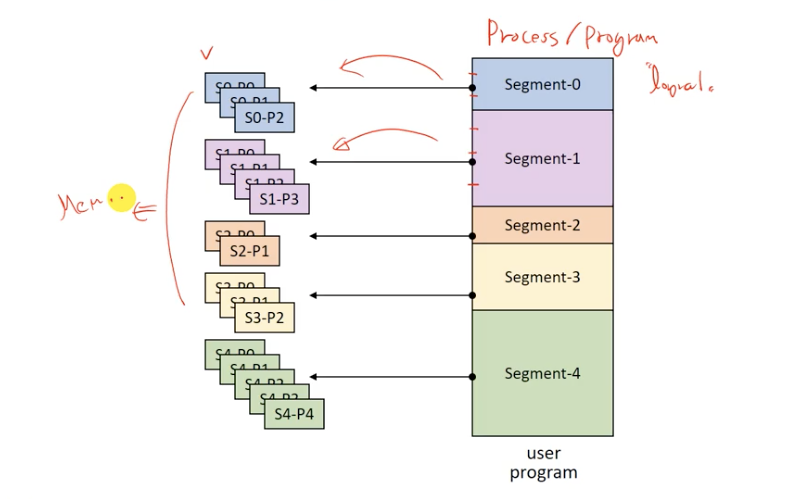 Process/Program
"logical.
v
S0-P0
S0-P1
S0-P2
Segment-0
S1-P0
S1-P1
S1-P2
S1-P3
Segment-1
S2-P0
S2-P1
Segment-2
S3-P0
S3-P1
S3-P2
Segment-3
S4-P0
S4-P1
S4-P2
S4-P3
S4-P4
Segment-4
user
program